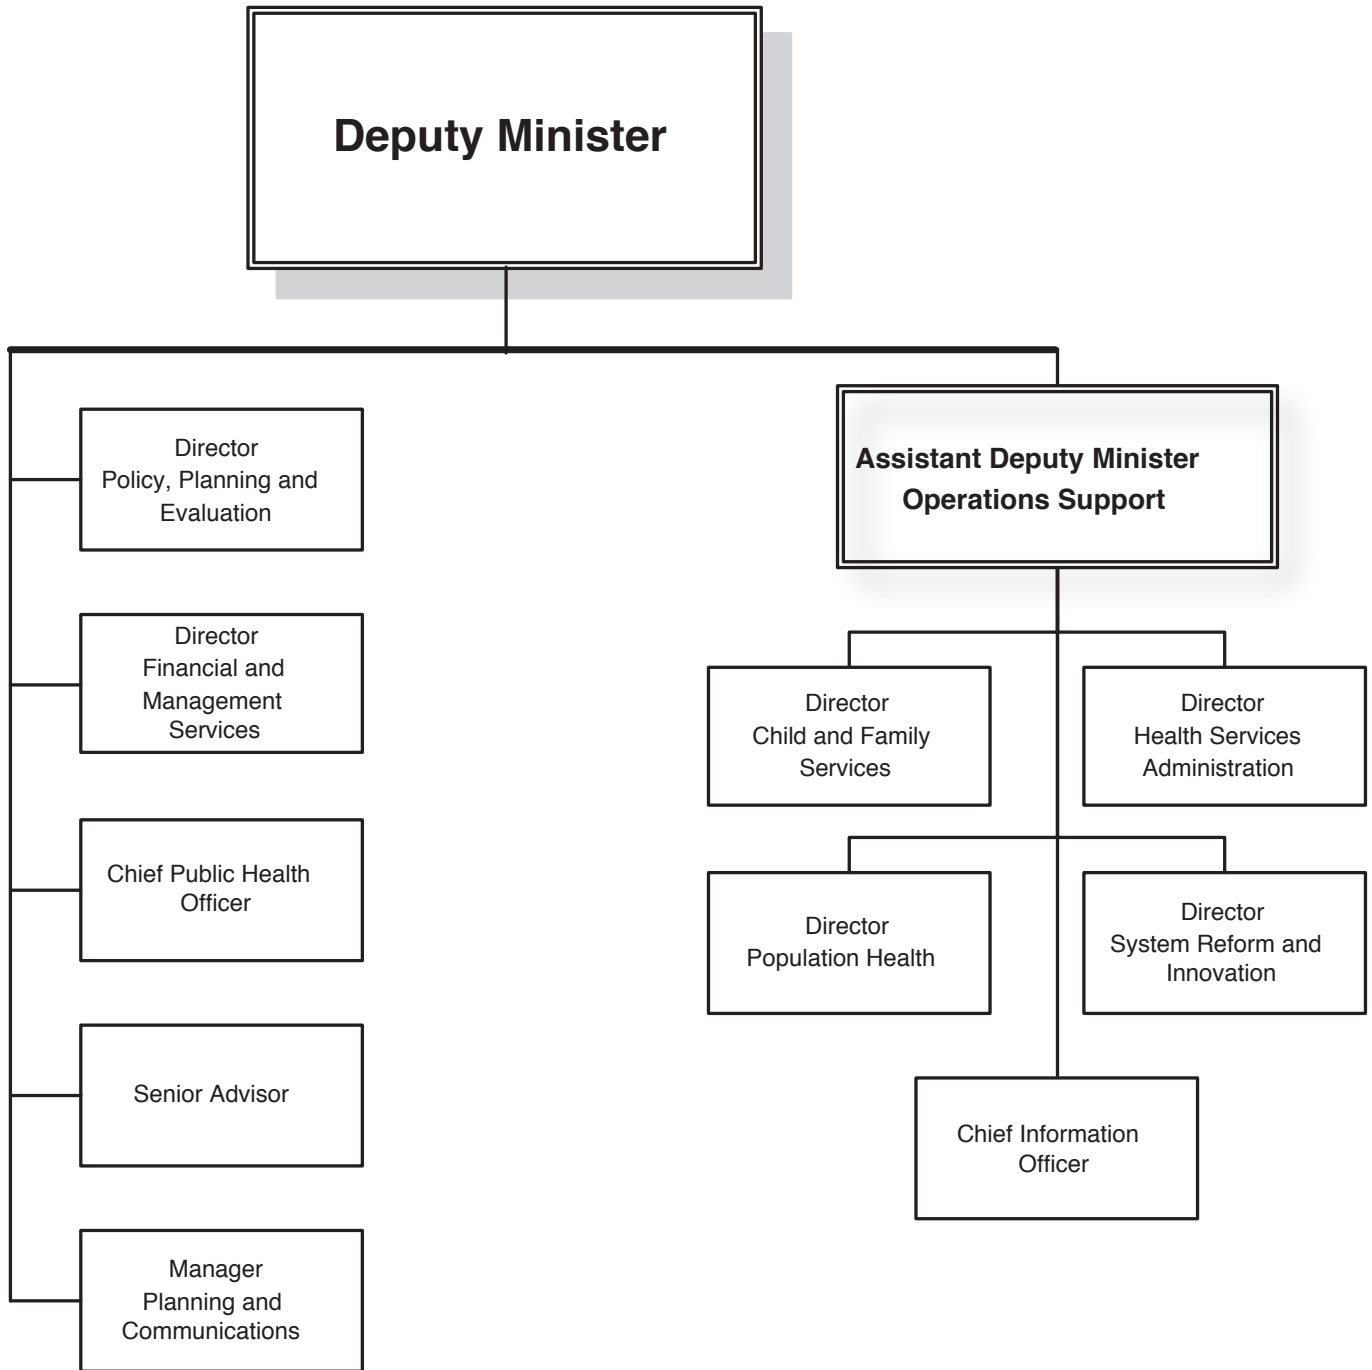 Deputy Minister
Director
Policy, Planning and
Evaluation
Director
Financial and
Management
Services
Chief Public Health
Officer
Senior Advisor
Manager
Planning and
Communications
Assistant Deputy Minister
Operations Support
Director
Child and Family
Services
Director
Health Services
Administration
Director
Population Health
Director
System Reform and
Innovation
Chief Information
Officer